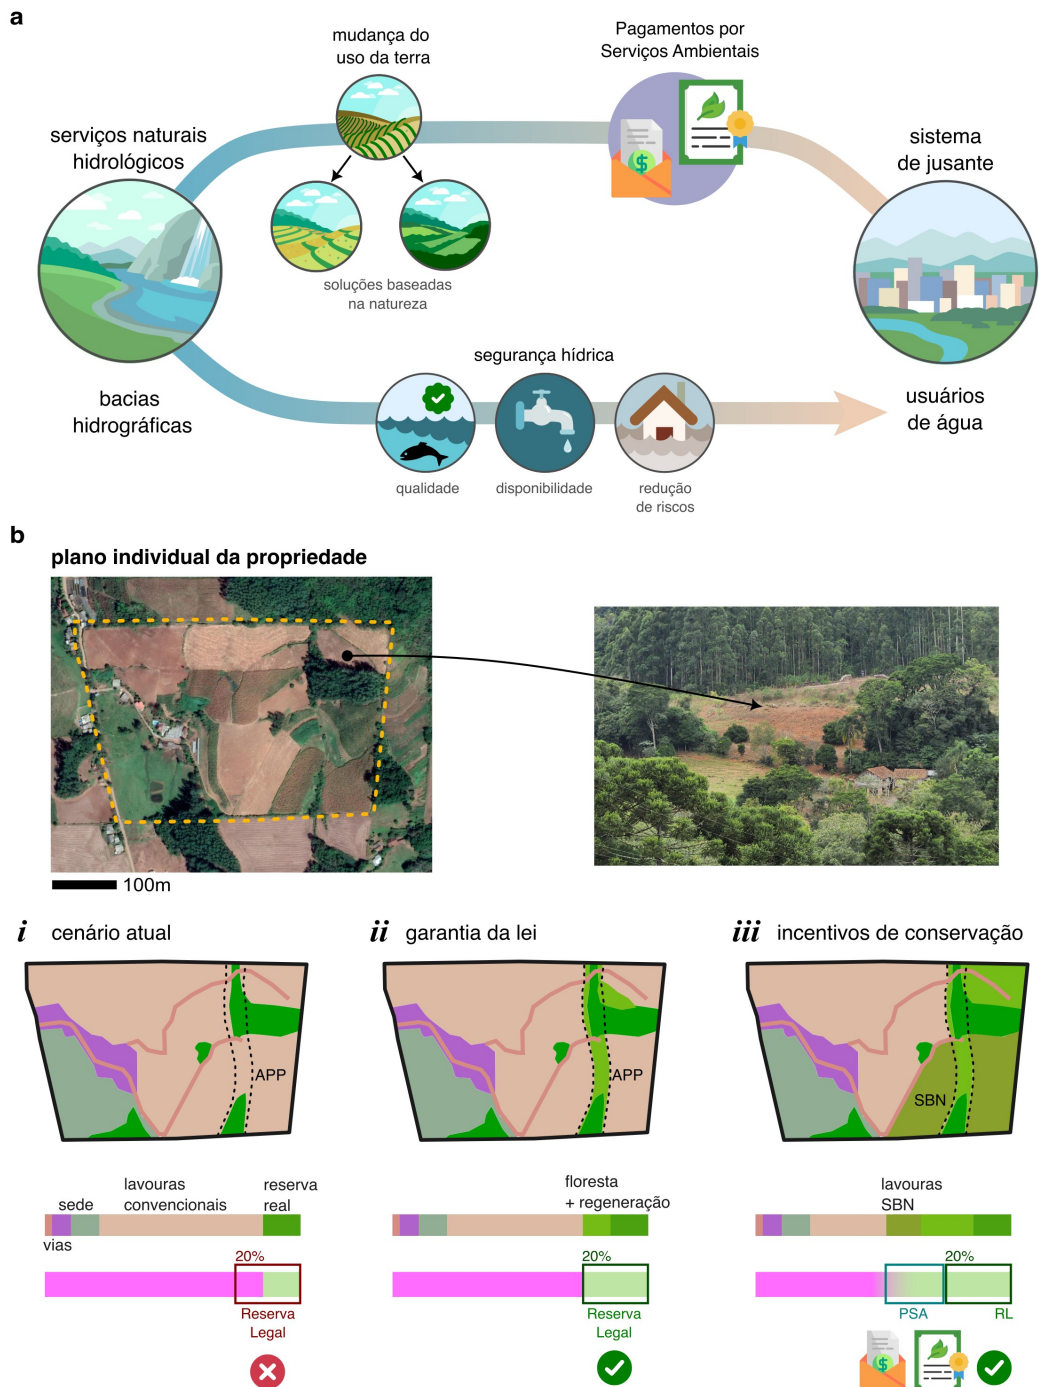 a
mudança do
uso da terra
Pagamentos por
Serviços Ambientais
serviços naturais
hidrológicos
sistema
de jusante
$
soluções baseadas
na natureza
segurança hídrica
bacias
hidrográficas
usuários
de água
qualidade
disponibilidade
redução
de riscos
b
plano individual da propriedade
100m
i cenário atual
ii garantia da lei
iii incentivos de conservação
APP
APP
SBN
sede
lavouras
convencionais
reserva
real
vias
20%
Reserva
Legal
floresta
+ regeneração
20%
Reserva
Legal
lavouras
SBN
20%
PSA
RL
$